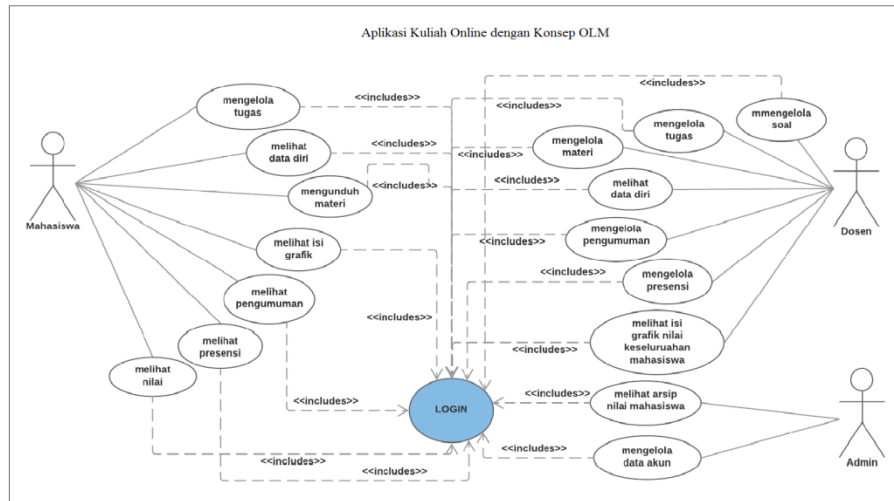 Aplikasi Kuliah Online dengan Konsep OLM
mengelola
tugas
<<includes>>
melihat
data diri
<<includes>>
mengunduh
materi
<<includes>>
Mahasiswa
melihat isi
grafik
<<includes>>
melihat
pengumuman
<<includes>>
melihat
presensi
<<includes>>
melihat
nilai
<<includes>>
LOGIN
<<includes>>
mmengelola
soal
<<includes>>
mengelola
tugas
<<includes>>
mengelola
materi
<<includes>>
melihat
data diri
<<includes>>
mengelola
pengumuman
<<includes>>
mengelola
presensi
<<includes>>
melihat isi
grafik nilai
keseluruahan
mahasiswa
<<includes>>
Dosen
melihat arsip
nilai mahasiswa
<<includes>>
mengelola
data akun
<<includes>>
Admin